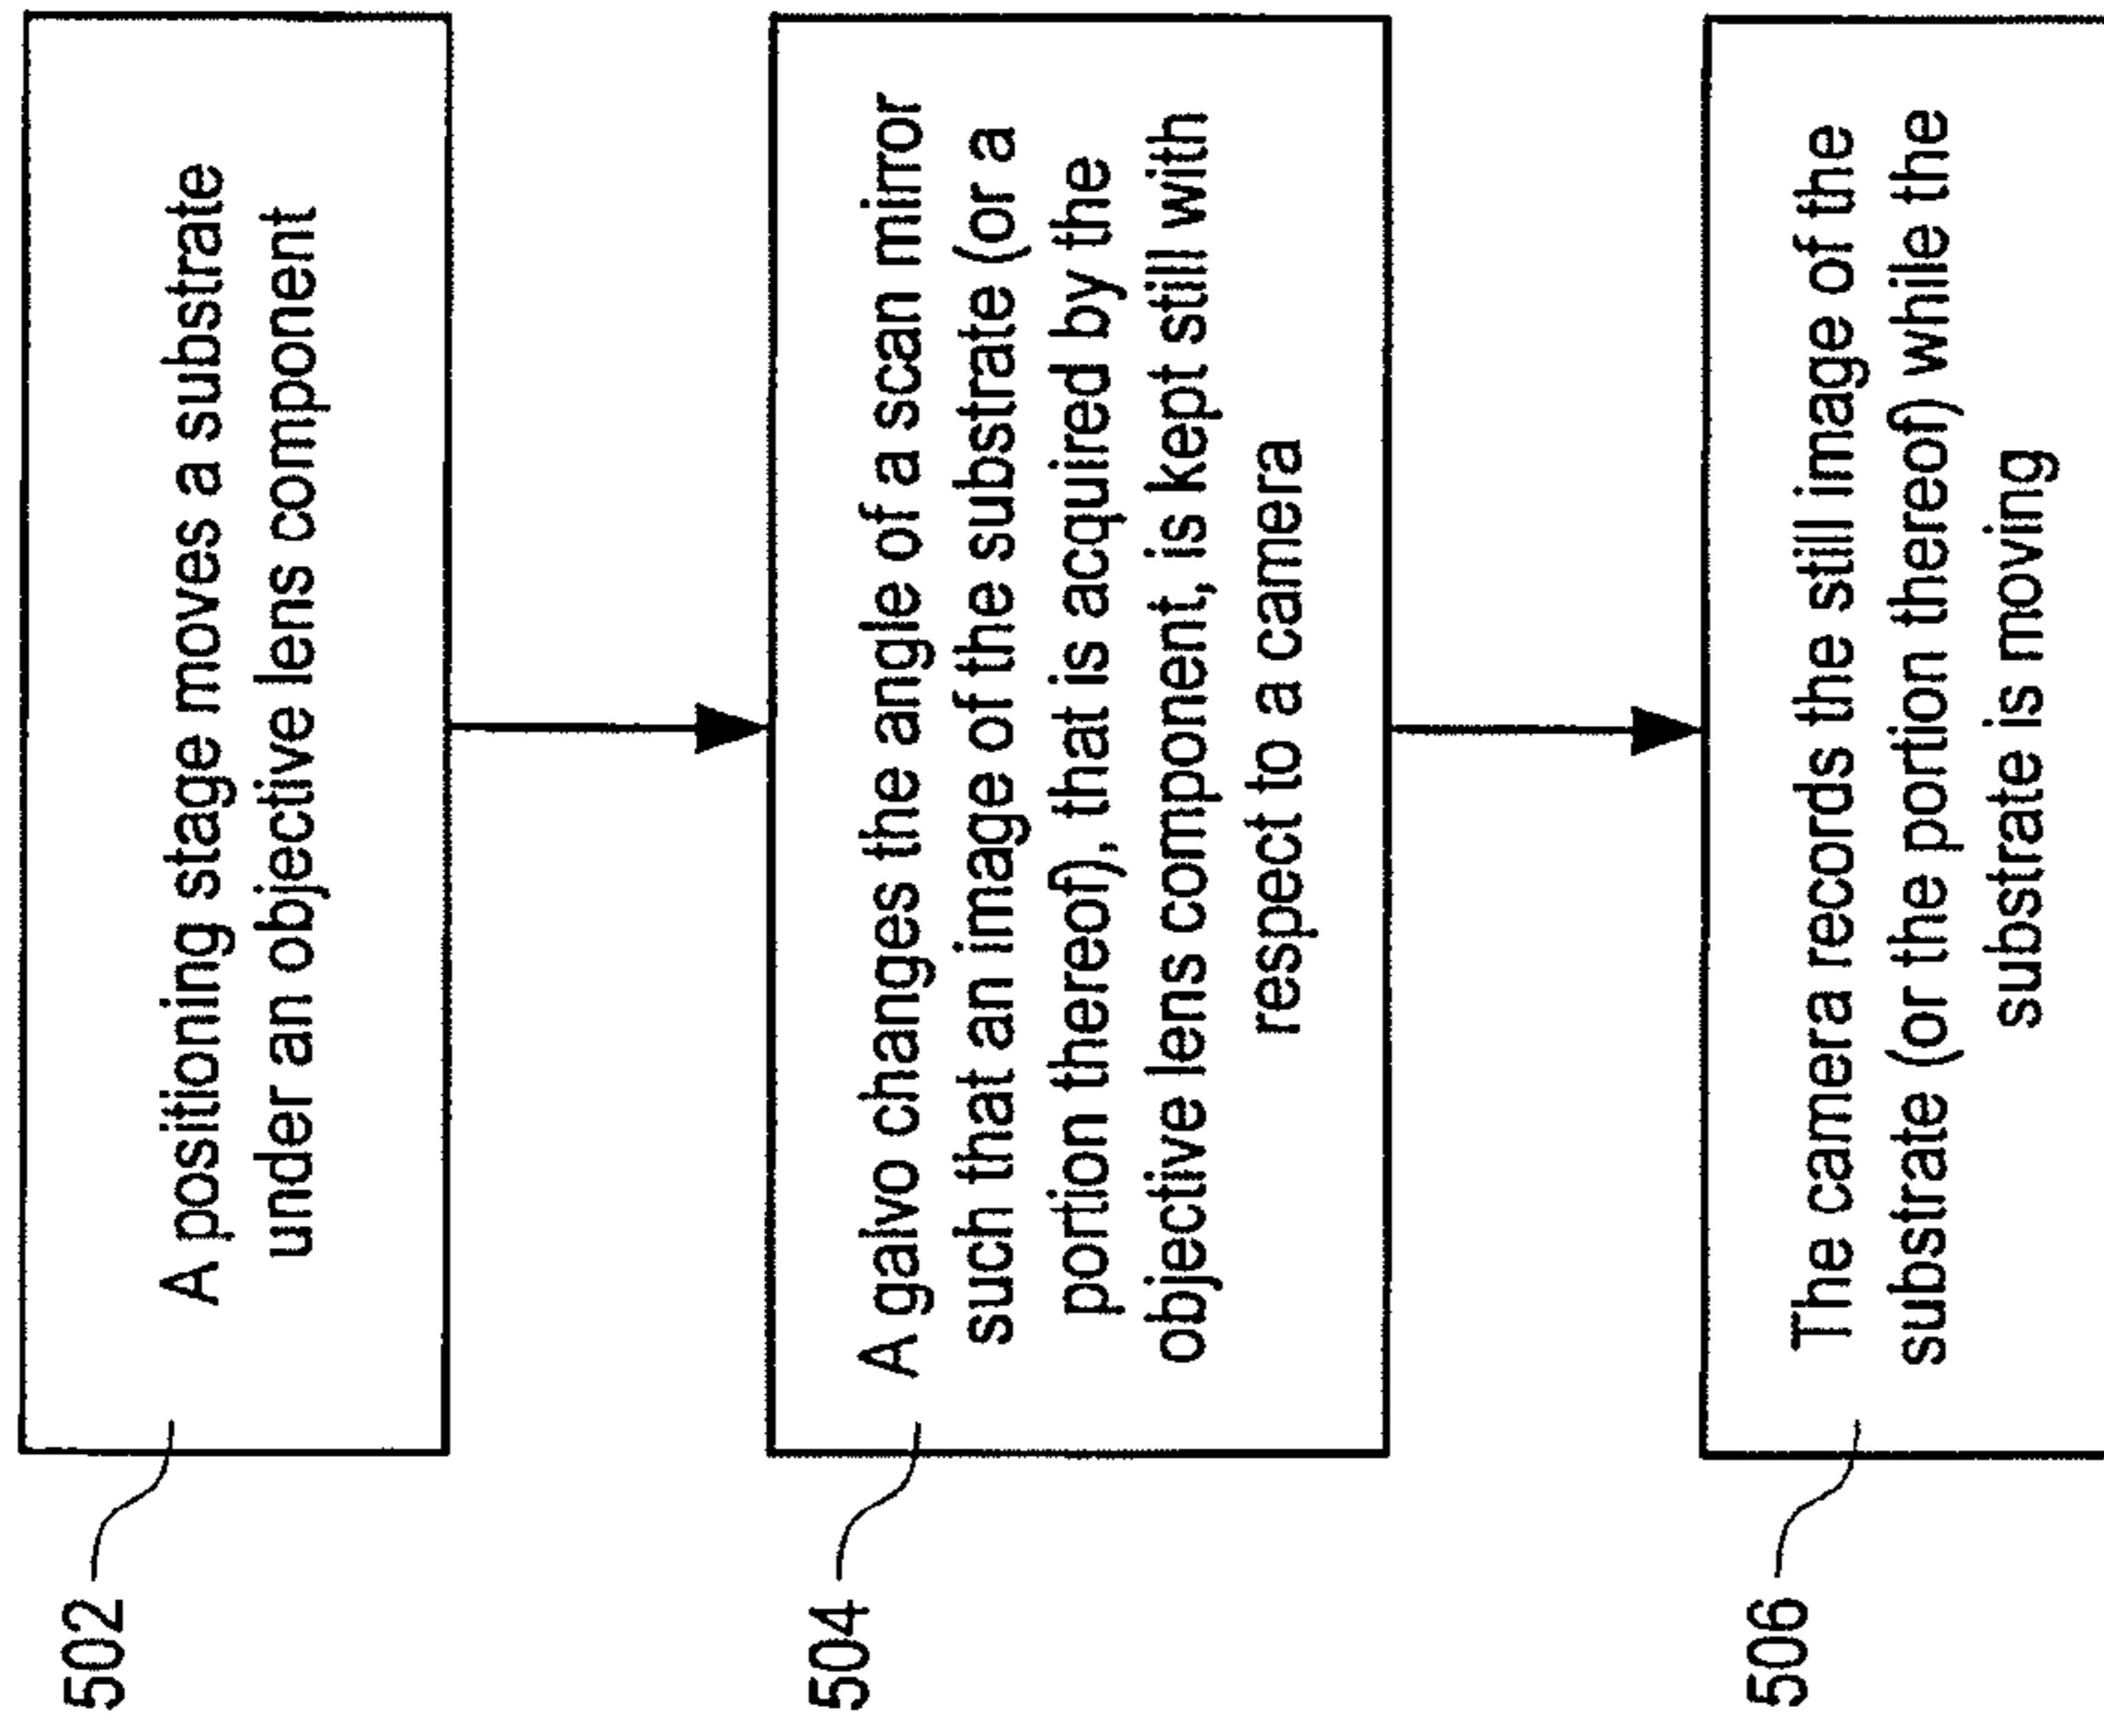 502
A positioning stage moves a substrate
under an objective lens component
504
A galvo changes the angle of a scan mirror
such that an image of the substrate (or a
portion thereof), that is acquired by the
objective lens component, is kept still with
respect to a camera
506
The camera records the still image of the
substrate (or the portion thereof) while the
substrate is moving